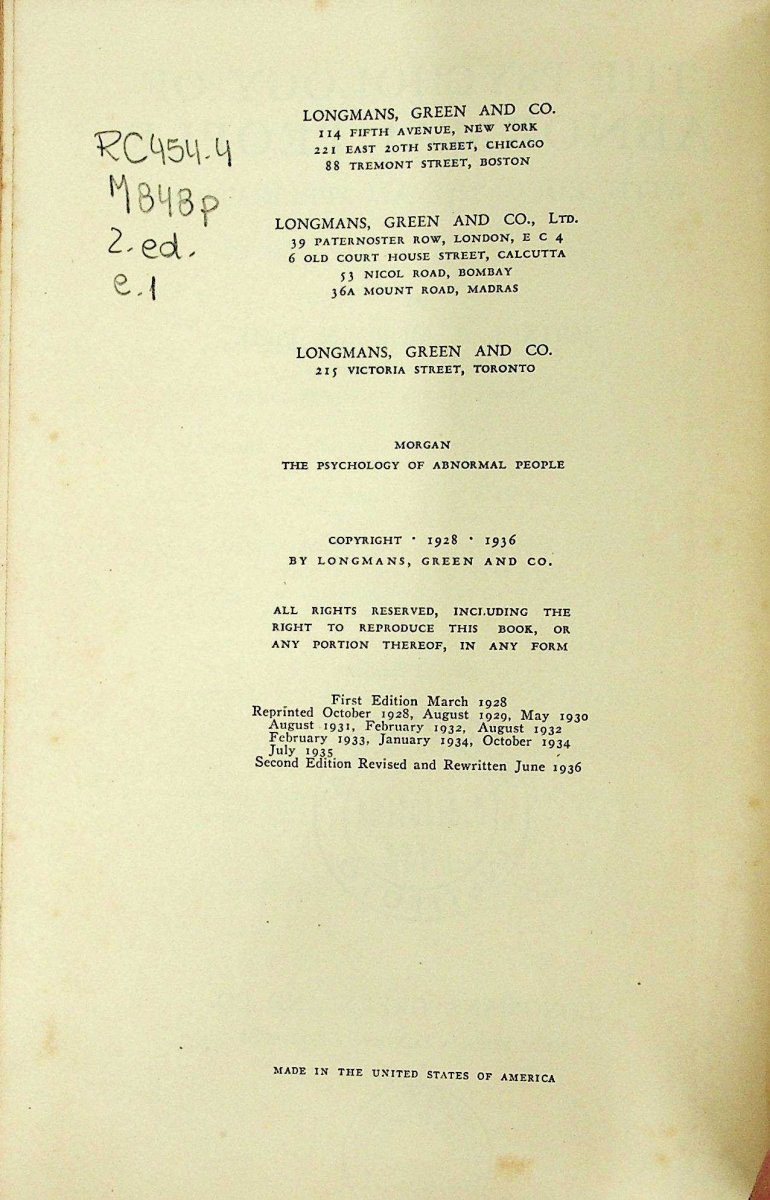 RC454.4
M848p
2. ed.
e.1
LONGMANS, GREEN AND CO.
114 FIFTH AVENUE, NEW YORK
221 EAST 20TH STREET, CHICAGO
88 TREMONT STREET, BOSTON
LONGMANS, GREEN AND CO., LTD.
39 PATERNOSTER ROW, LONDON, E C 4
6 OLD COURT HOUSE STREET, CALCUTTA
53 NICOL ROAD, BOMBAY
36A MOUNT ROAD, MADRAS
LONGMANS, GREEN AND CO.
215 VICTORIA STREET, TORONTO
MORGAN
THE PSYCHOLOGY OF ABNORMAL PEOPLE
COPYRIGHT · 1928 · 1936
BY LONGMANS, GREEN AND CO.
ALL RIGHTS RESERVED, INCLUDING THE
RIGHT TO REPRODUCE THIS BOOK, OR
ANY PORTION THEREOF, IN ANY FORM
First Edition March 1928
Reprinted October 1928, August 1929, May 1930
August 1931, February 1932, August 1932
February 1933, January 1934, October 1934
July 1935
Second Edition Revised and Rewritten June 1936
MADE IN THE UNITED STATES OF AMERICA